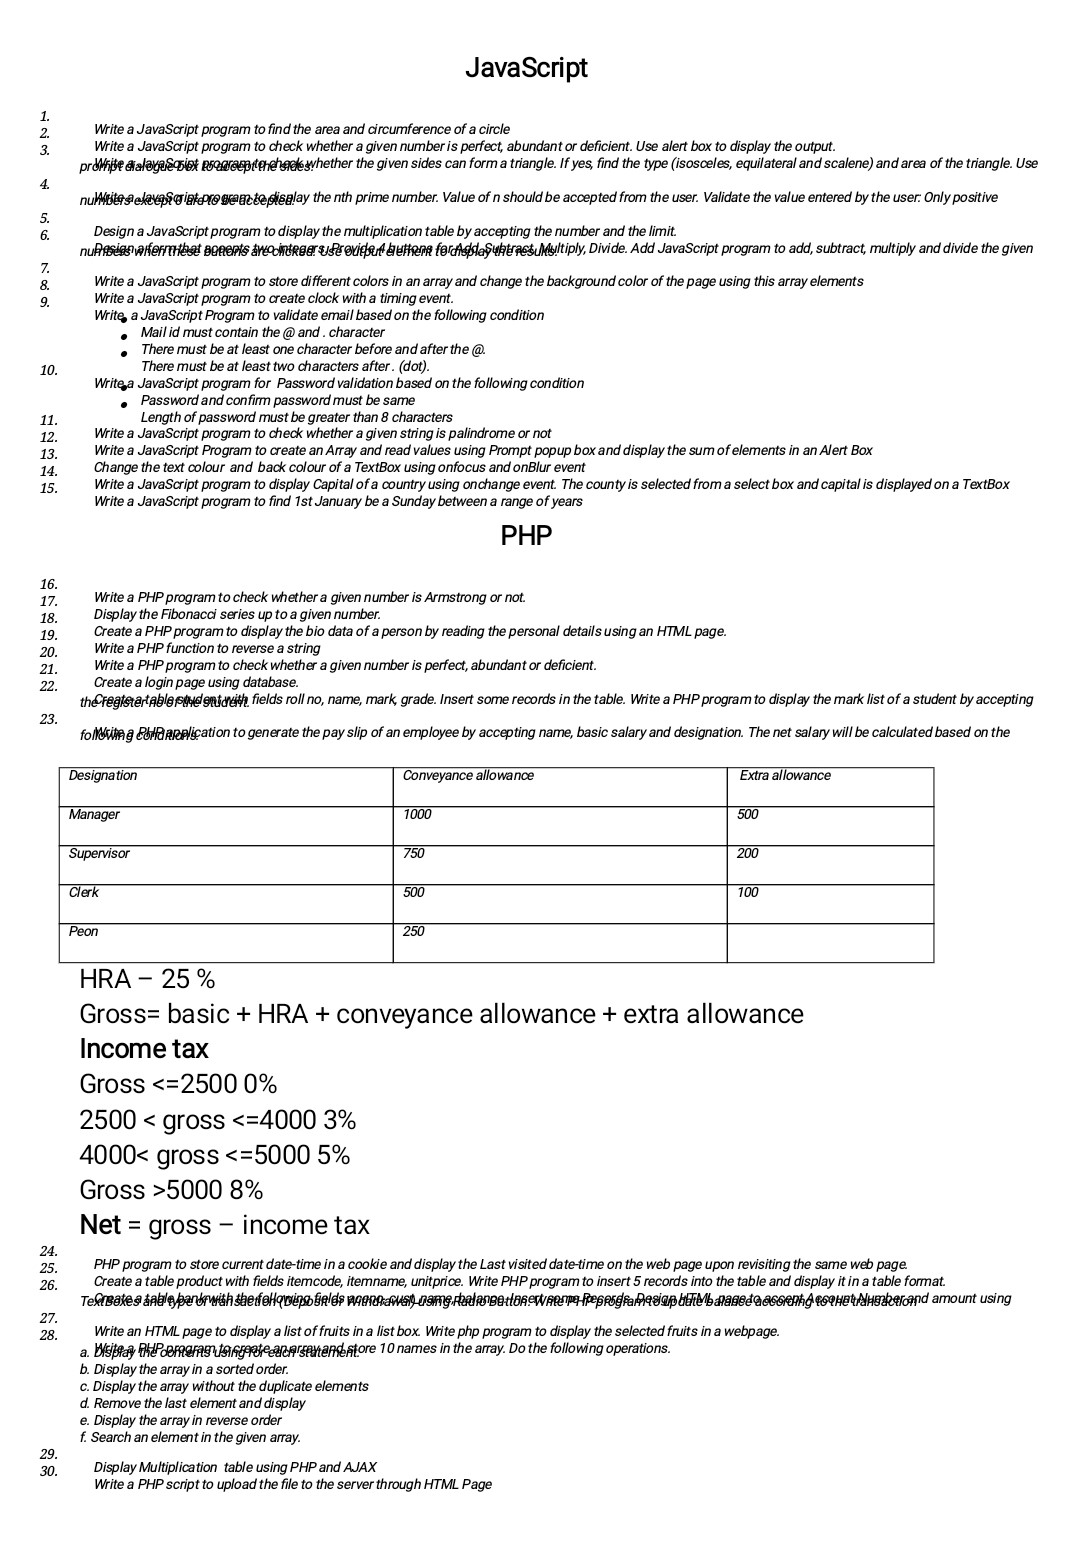 JavaScript
1. Write a JavaScript program to find the area and circumference of a circle
2. Write a JavaScript program to check whether a given number is perfect, abundant or deficient. Use alert box to display the output.
3. Write a JavaScript program to check whether the given sides can form a triangle. If yes, find the type (isosceles, equilateral and scalene) and area of the triangle. Use
prompt dialogue box to accept the sides.
4. Write a JavaScript program to display the nth prime number. Value of n should be accepted from the user. Validate the value entered by the user: Only positive
numbers except 0 are to be accepted.
5. Design a JavaScript program to display the multiplication table by accepting the number and the limit.
6. Design a form that accepts two integers. Provide 4 buttons for Add, Subtract, Multiply, Divide. Add JavaScript program to add, subtract, multiply and divide the given
numbers when these buttons are clicked. Use output element to display the results.
7. Write a JavaScript program to store different colors in an array and change the background color of the page using this array elements
8. Write a JavaScript program to create clock with a timing event.
9. Write a JavaScript Program to validate email based on the following condition
• Mail id must contain the @ and . character
• There must be at least one character before and after the @.
• There must be at least two characters after . (dot).
10. Write a JavaScript program for Password validation based on the following condition
• Password and confirm password must be same
• Length of password must be greater than 8 characters
11. Write a JavaScript program to check whether a given string is palindrome or not
12. Write a JavaScript Program to create an Array and read values using Prompt popup box and display the sum of elements in an Alert Box
13. Change the text colour and back colour of a TextBox using onfocus and onBlur event
14. Write a JavaScript program to display Capital of a country using onchange event. The county is selected from a select box and capital is displayed on a TextBox
15. Write a JavaScript program to find 1st January be a Sunday between a range of years
PHP
16. Write a PHP program to check whether a given number is Armstrong or not.
17. Display the Fibonacci series up to a given number.
18. Create a PHP program to display the bio data of a person by reading the personal details using an HTML page.
19. Write a PHP function to reverse a string
20. Write a PHP program to check whether a given number is perfect, abundant or deficient.
21. Create a login page using database.
22. Create a table student with fields roll no, name, mark, grade. Insert some records in the table. Write a PHP program to display the mark list of a student by accepting
the register no of the student.
23. Write a PHP application to generate the pay slip of an employee by accepting name, basic salary and designation. The net salary will be calculated based on the
following conditions.
Designation Conveyance allowance Extra allowance
Manager 1000 500
Supervisor 750 200
Clerk 500 100
Peon 250
HRA – 25 %
Gross= basic + HRA + conveyance allowance + extra allowance
Income tax
Gross <=2500 0%
2500 < gross <=4000 3%
4000< gross <=5000 5%
Gross >5000 8%
Net = gross – income tax
24. PHP program to store current date-time in a cookie and display the Last visited date-time on the web page upon revisiting the same web page.
25. Create a table product with fields itemcode, itemname, unitprice. Write PHP program to insert 5 records into the table and display it in a table format.
26. Create a table bank with the following fields accno, cust_name, balance. Insert some Records. Design HTML page to accept Account Number and amount using
TextBoxes and type of transaction (Deposit or Withdrawal) using Radio Button. Write PHP program to update balance according to the transaction
27. Write an HTML page to display a list of fruits in a list box. Write php program to display the selected fruits in a webpage.
28. Write a PHP program to create an array and store 10 names in the array. Do the following operations.
a. Display the contents using for each statement.
b. Display the array in a sorted order.
c. Display the array without the duplicate elements
d. Remove the last element and display
e. Display the array in reverse order
f. Search an element in the given array.
29. Display Multiplication table using PHP and AJAX
30. Write a PHP script to upload the file to the server through HTML Page